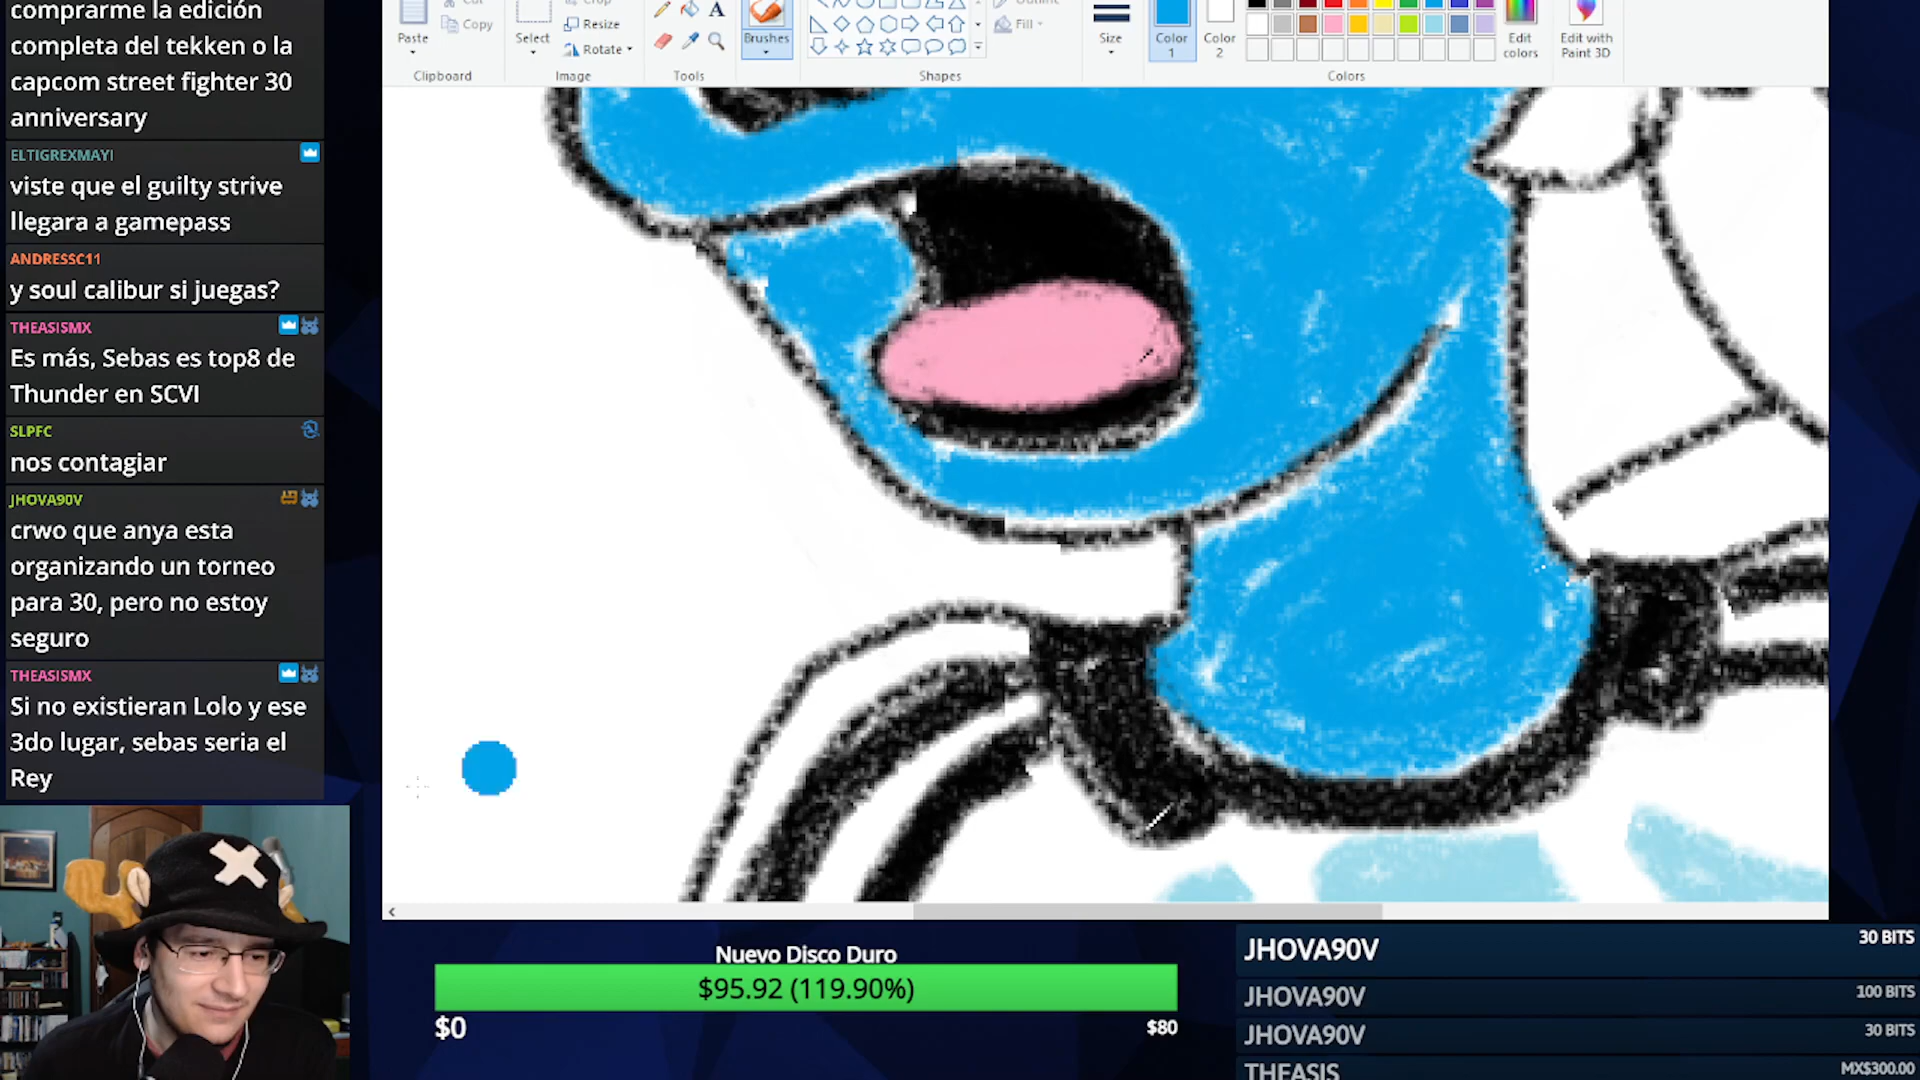 comprarme la edición
completa del tekken o la
capcom street fighter 30
anniversary
ELTIGREXMAYI
viste que el guilty strive
llegara a gamepass
ANDRESSC11
y soul calibur si juegas?
THEASISMX
Es más, Sebas es top8 de
Thunder en SCVI
SLPFC
nos contagiar
JHOVA90V
crwo que anya esta
organizando un torneo
para 30, pero no estoy
seguro
THEASISMX
Si no existieran Lolo y ese
3do lugar, sebas seria el
Rey
Paste
Cut
Copy
Clipboard
Select
Crop
Resize
Rotate
Image
A
Tools
Brushes
Outline
Fill
Shapes
Size
Color
1
Color
2
Edit
colors
Edit with
Paint 3D
Colors
Nuevo Disco Duro
$95.92 (119.90%)
$0
$80
JHOVA90V 30 BITS
JHOVA90V 100 BITS
JHOVA90V 30 BITS
THEASIS MX$300.00